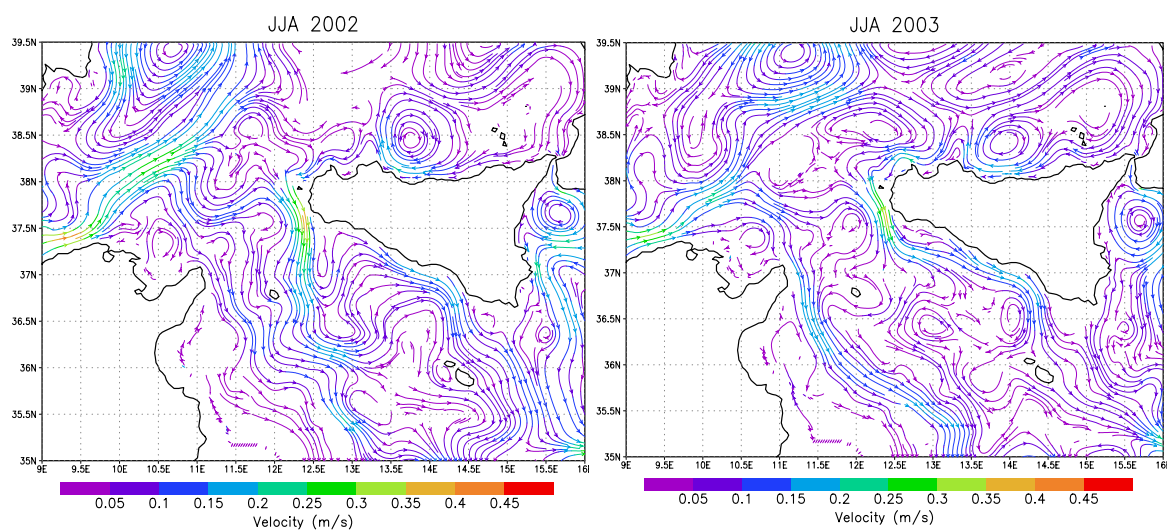 JJA 2002
39.5N
39N
38.5N
38N
37.5N
37N
36.5N
36N
35.5N
35N
9E 9.5E 10E 10.5E 11E 11.5E 12E 12.5E 13E 13.5E 14E 14.5E 15E 15.5E 16E
0.05 0.1 0.15 0.2 0.25 0.3 0.35 0.4 0.45
Velocity (m/s)
JJA 2003
39.5N
39N
38.5N
38N
37.5N
37N
36.5N
36N
35.5N
35N
9E 9.5E 10E 10.5E 11E 11.5E 12E 12.5E 13E 13.5E 14E 14.5E 15E 15.5E
0.05 0.1 0.15 0.2 0.25 0.3 0.35 0.4 0.45
Velocity (m/s)